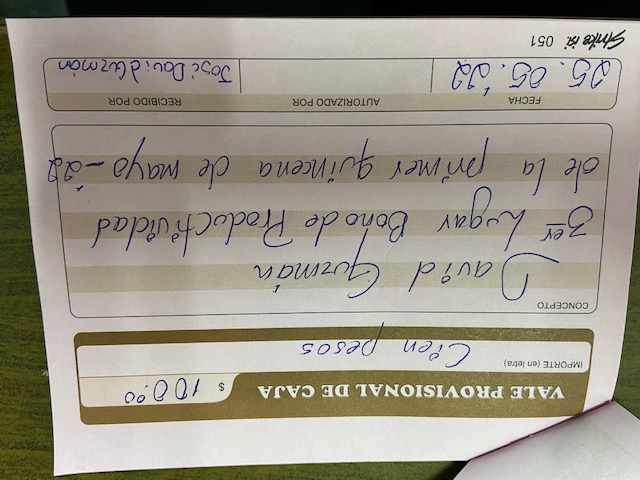 VALE PROVISIONAL DE CAJA $ 100.00
IMPORTE (en letra) Cien pesos
CONCEPTO
David Guzmán
3er Lugar Bono de Productividad
de la primer quincena de mayo-22
FECHA AUTORIZADO POR RECIBIDO POR
25.05.'22 José David Guzmán
051